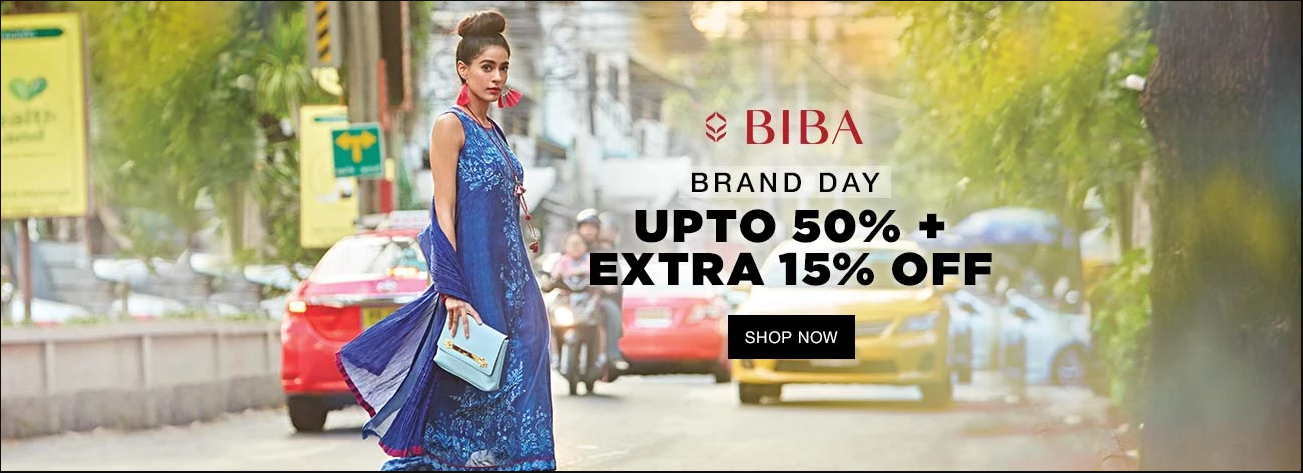 BIBA
BRAND DAY
UPTO 50% +
EXTRA 15% OFF
SHOP NOW